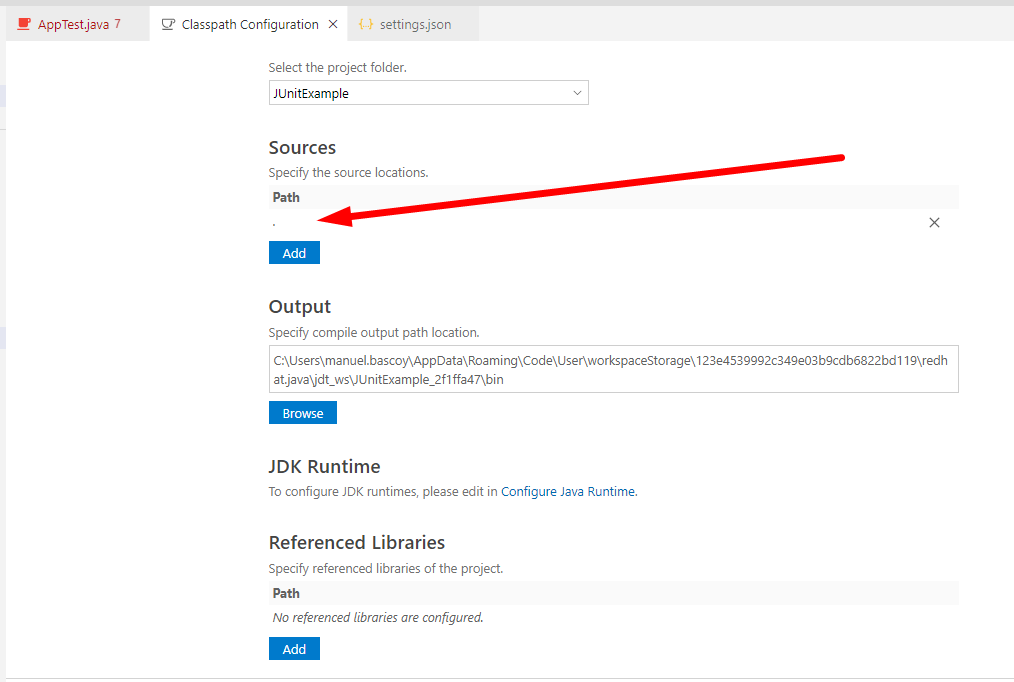 AppTest.java 7
Classpath Configuration
settings.json
Select the project folder.
JUnitExample
Sources
Specify the source locations.
Path
.
Add
Output
Specify compile output path location.
C:\Users\manuel.bascoy\AppData\Roaming\Code\User\workspaceStorage\123e4539992c349e03b9cdb6822bd119\redh
at.java\jdt_ws\JUnitExample_2f1ffa47\bin
Browse
JDK Runtime
To configure JDK runtimes, please edit in Configure Java Runtime.
Referenced Libraries
Specify referenced libraries of the project.
Path
No referenced libraries are configured.
Add